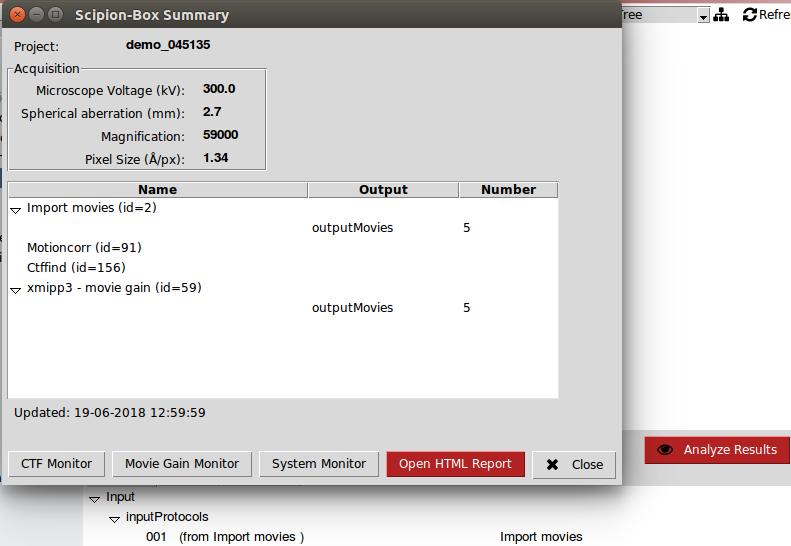 Scipion-Box Summary
Project: demo_045135
Acquisition
Microscope Voltage (kV): 300.0
Spherical aberration (mm): 2.7
Magnification: 59000
Pixel Size (Å/px): 1.34
Name Output Number
Import movies (id=2)
outputMovies 5
Motioncorr (id=91)
Ctffind (id=156)
xmipp3 - movie gain (id=59)
outputMovies 5
Updated: 19-06-2018 12:59:59
CTF Monitor Movie Gain Monitor System Monitor Open HTML Report Close
Analyze Results
Input
inputProtocols
001 (from Import movies ) Import movies